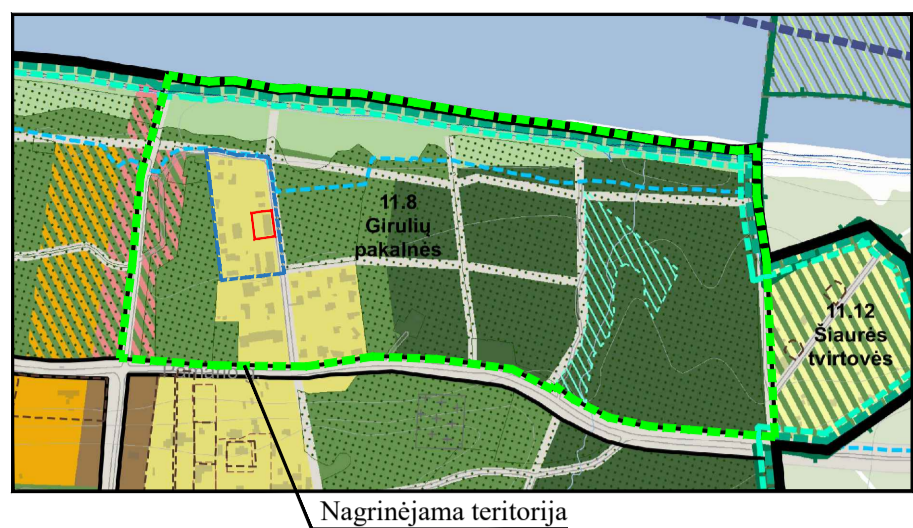 11.8
Girulių
pakalnės
11.12
Šiaurės
tvirtovės
Nagrinėjama teritorija